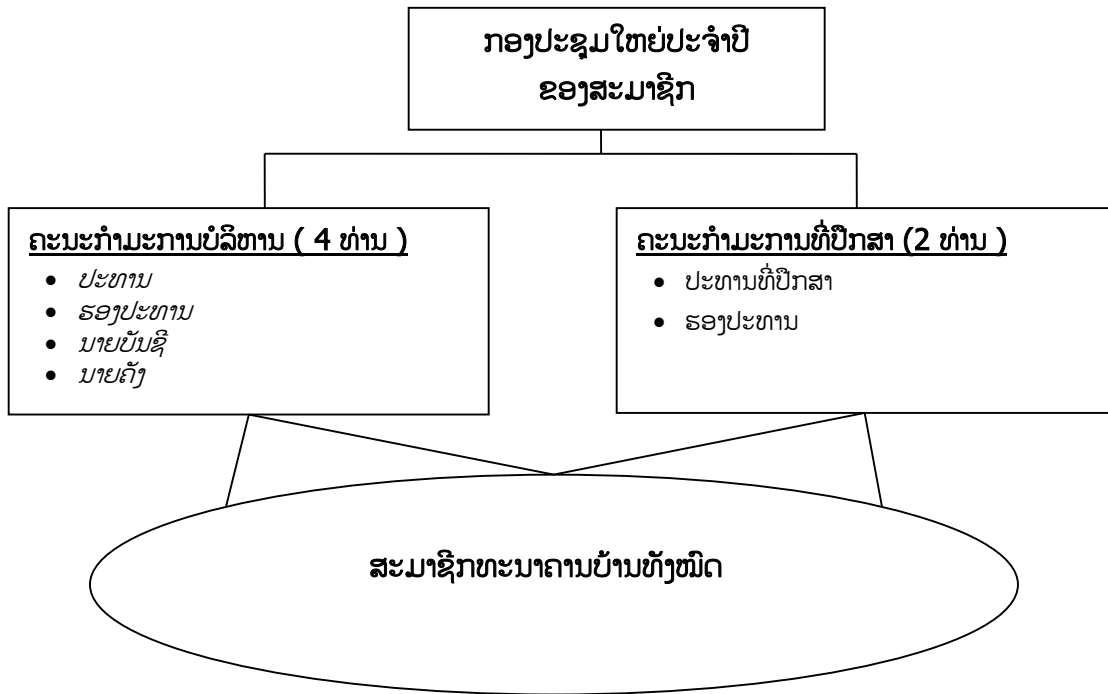 ກອງປະຊຸມໃຫຍ່ປະຈຳປີ
ຂອງສະມາຊີກ
ຄະນະກຳມະການບໍລິຫານ ( 4 ທ່ານ )
• ປະທານ
• ຮອງປະທານ
• ນາຍບັນຊີ
• ນາຍຄັງ
ຄະນະກຳມະການທີ່ປຶກສາ (2 ທ່ານ )
• ປະທານທີ່ປຶກສາ
• ຮອງປະທານ
ສະມາຊີກທະນາຄານບ້ານທັງໝົດ